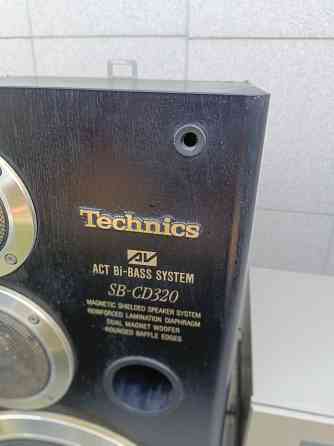 Technics
AV
ACT Bi-BASS SYSTEM
SB-CD320
MAGNETIC SHIELDED SPEAKER SYSTEM
REINFORCED LAMINATION DIAPHRAGM
DUAL MAGNET WOOFER
ROUNDED BAFFLE EDGES